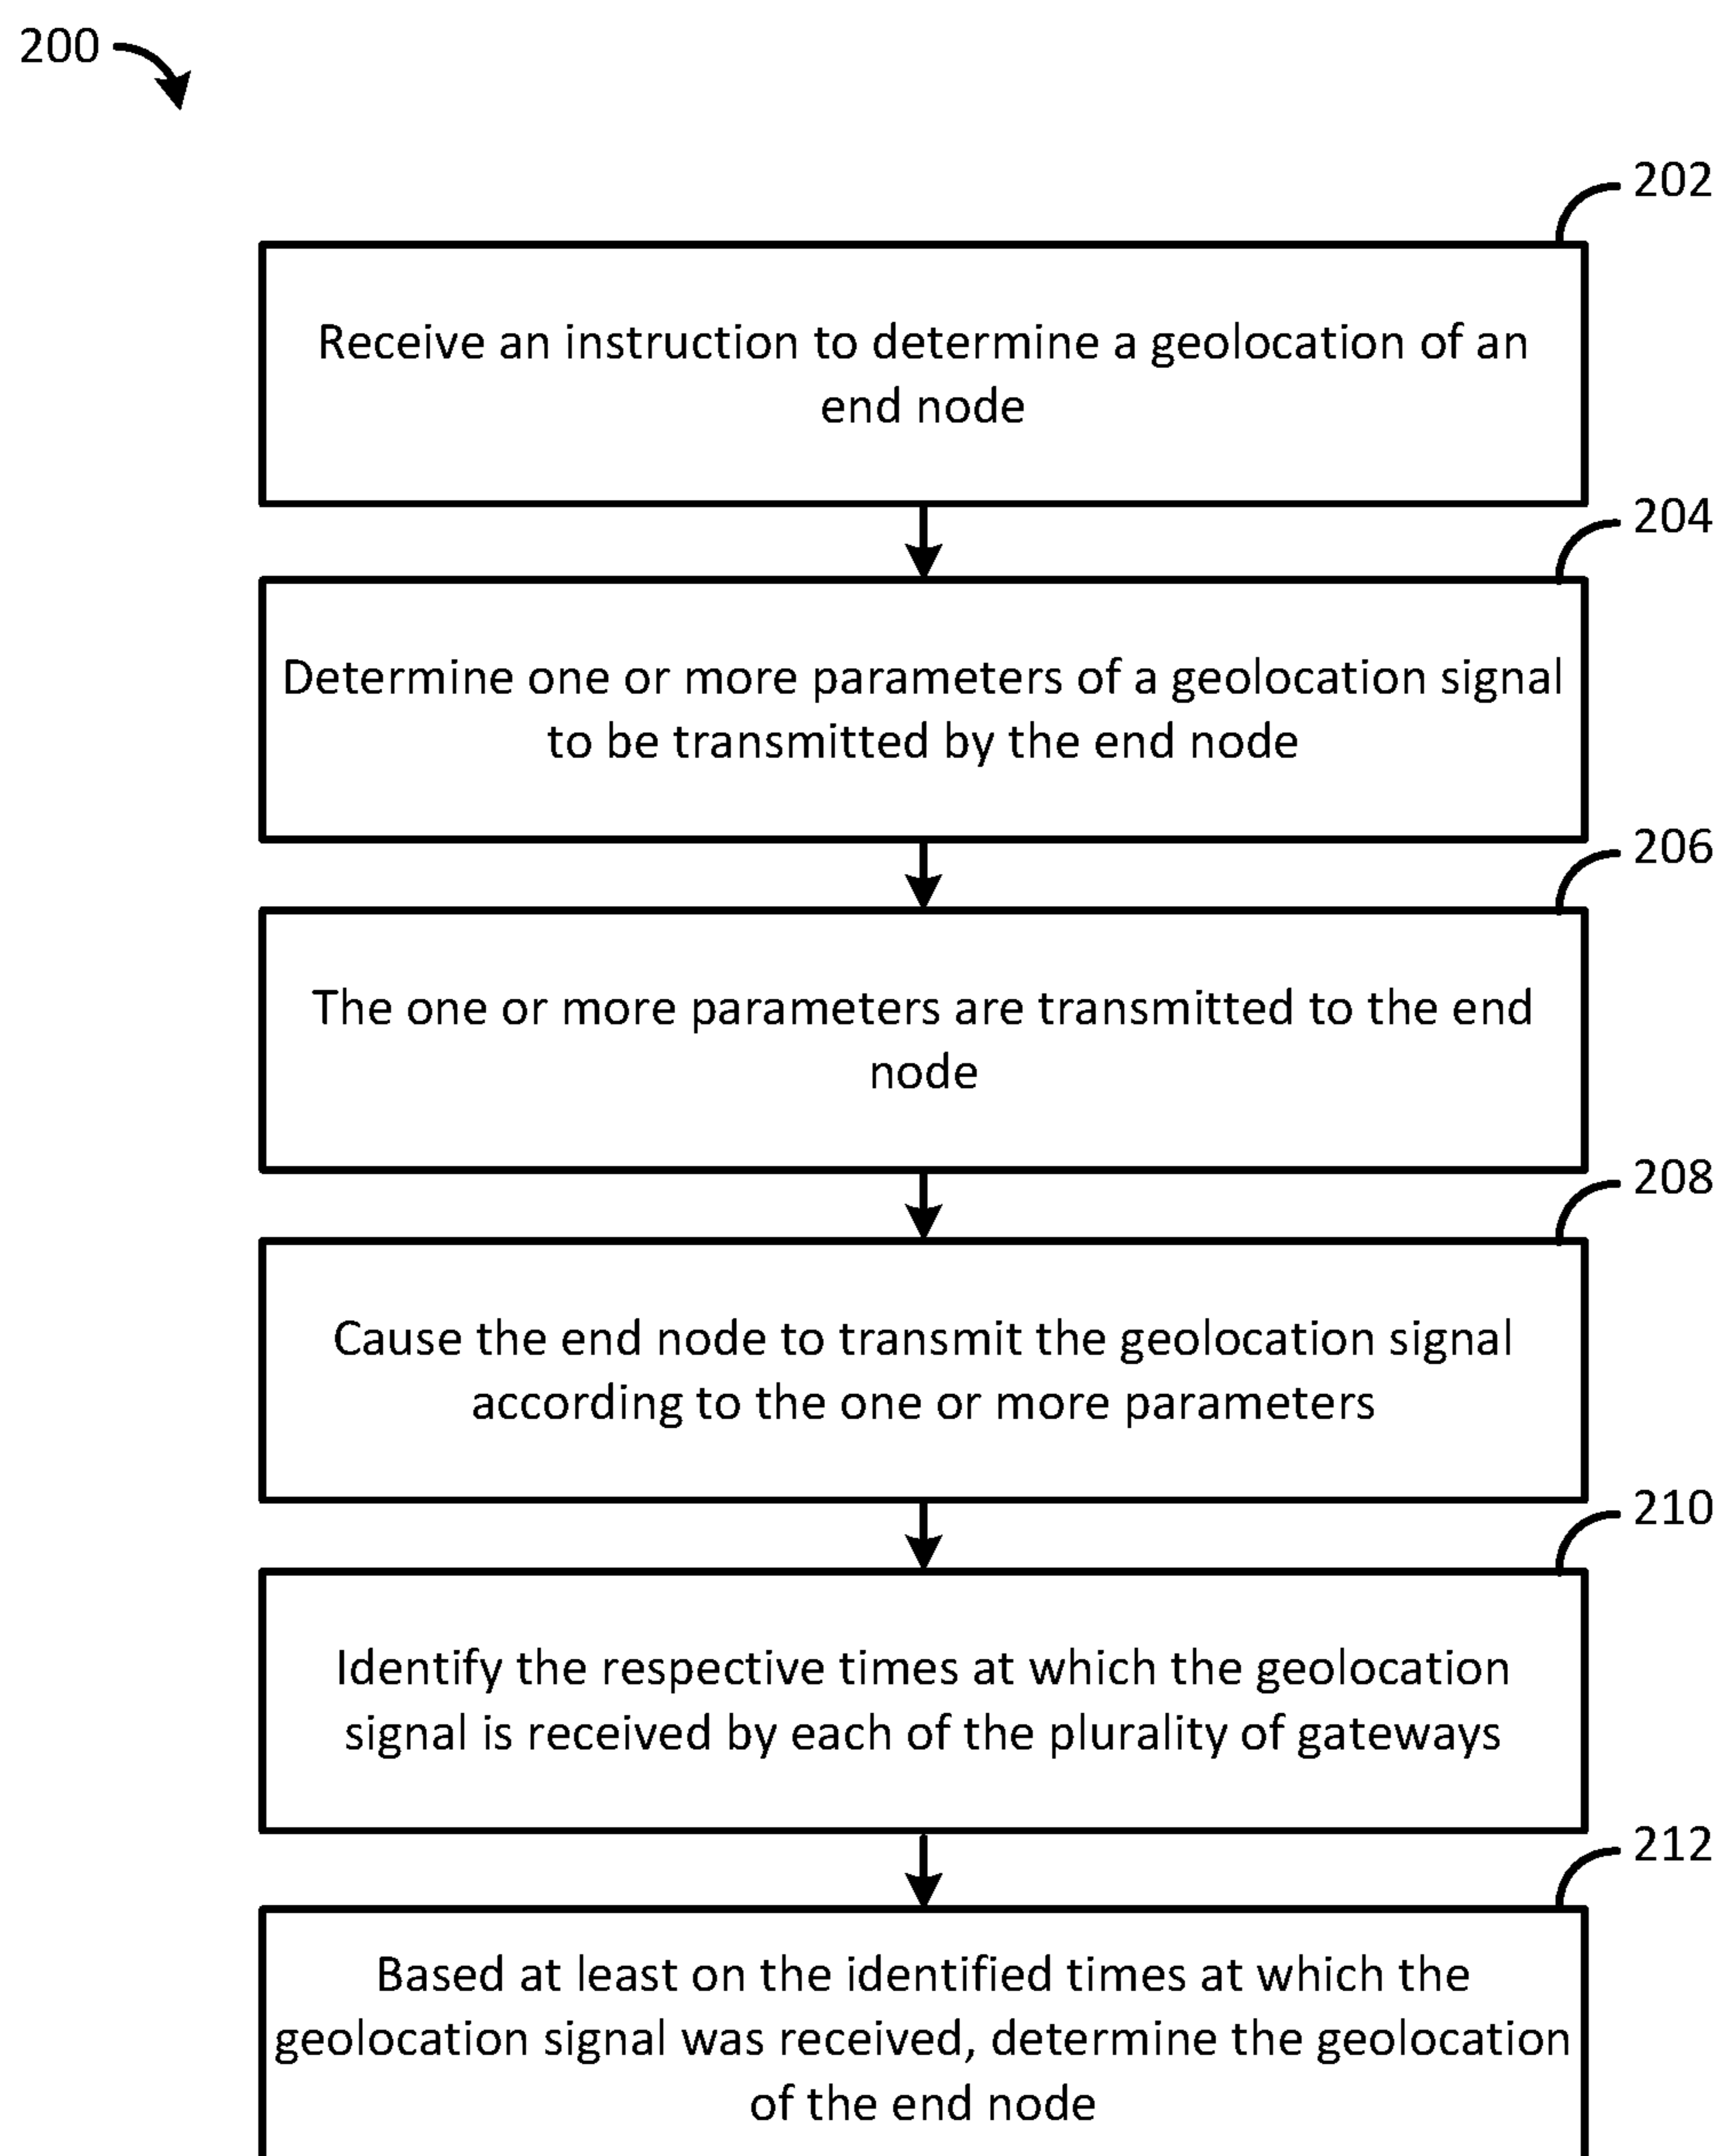 200
202
Receive an instruction to determine a geolocation of an
end node
204
Determine one or more parameters of a geolocation signal
to be transmitted by the end node
206
The one or more parameters are transmitted to the end
node
208
Cause the end node to transmit the geolocation signal
according to the one or more parameters
210
Identify the respective times at which the geolocation
signal is received by each of the plurality of gateways
212
Based at least on the identified times at which the
geolocation signal was received, determine the geolocation
of the end node